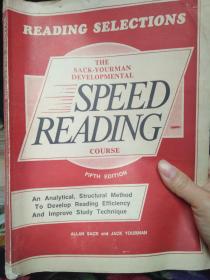 READING SELECTIONS
THE
SACK-YOURMAN
DEVELOPMENTAL
SPEED
READING
COURSE
FIFTH EDITION
An Analytical, Structural Method
To Develop Reading Efficiency
And Improve Study Technique
ALLAN SACK and JACK YOURMAN